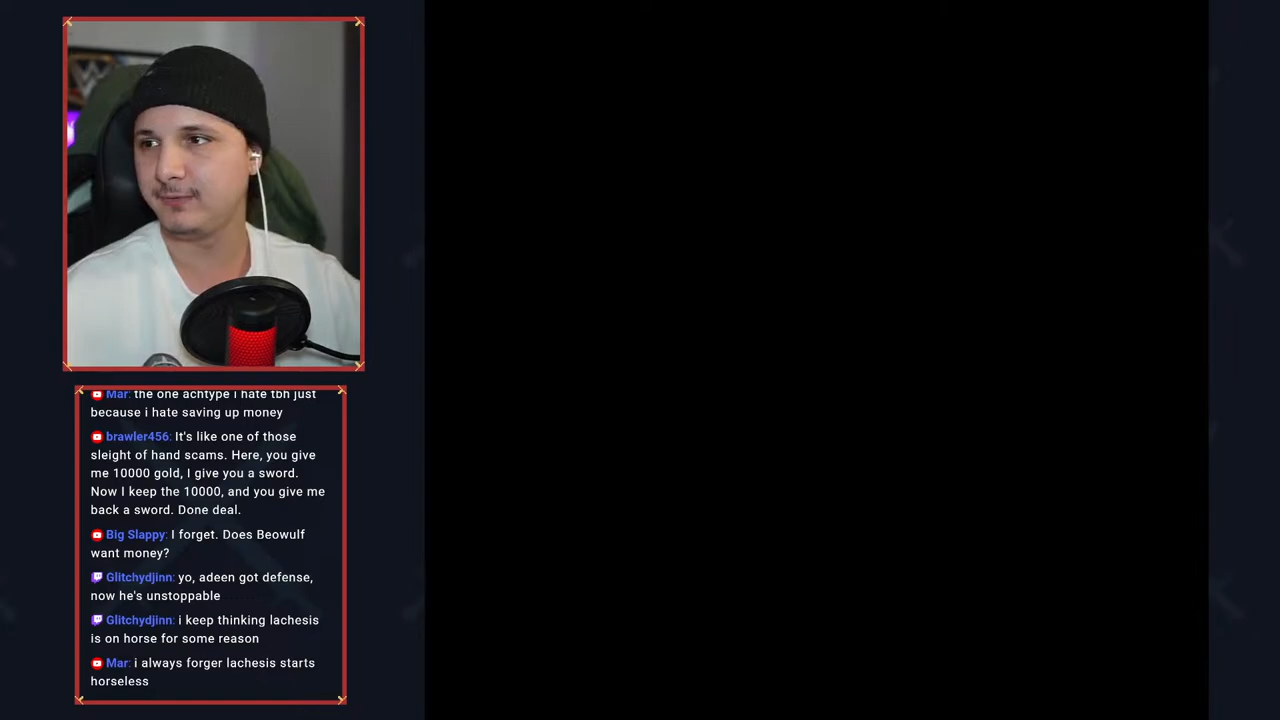 Mar: the one achtype i hate tbh just
because i hate saving up money
brawler456: It's like one of those
sleight of hand scams. Here, you give
me 10000 gold, I give you a sword.
Now I keep the 10000, and you give me
back a sword. Done deal.
Big Slappy: I forget. Does Beowulf
want money?
Glitchydjinn: yo, adeen got defense,
now he's unstoppable
Glitchydjinn: i keep thinking lachesis
is on horse for some reason
Mar: i always forger lachesis starts
horseless